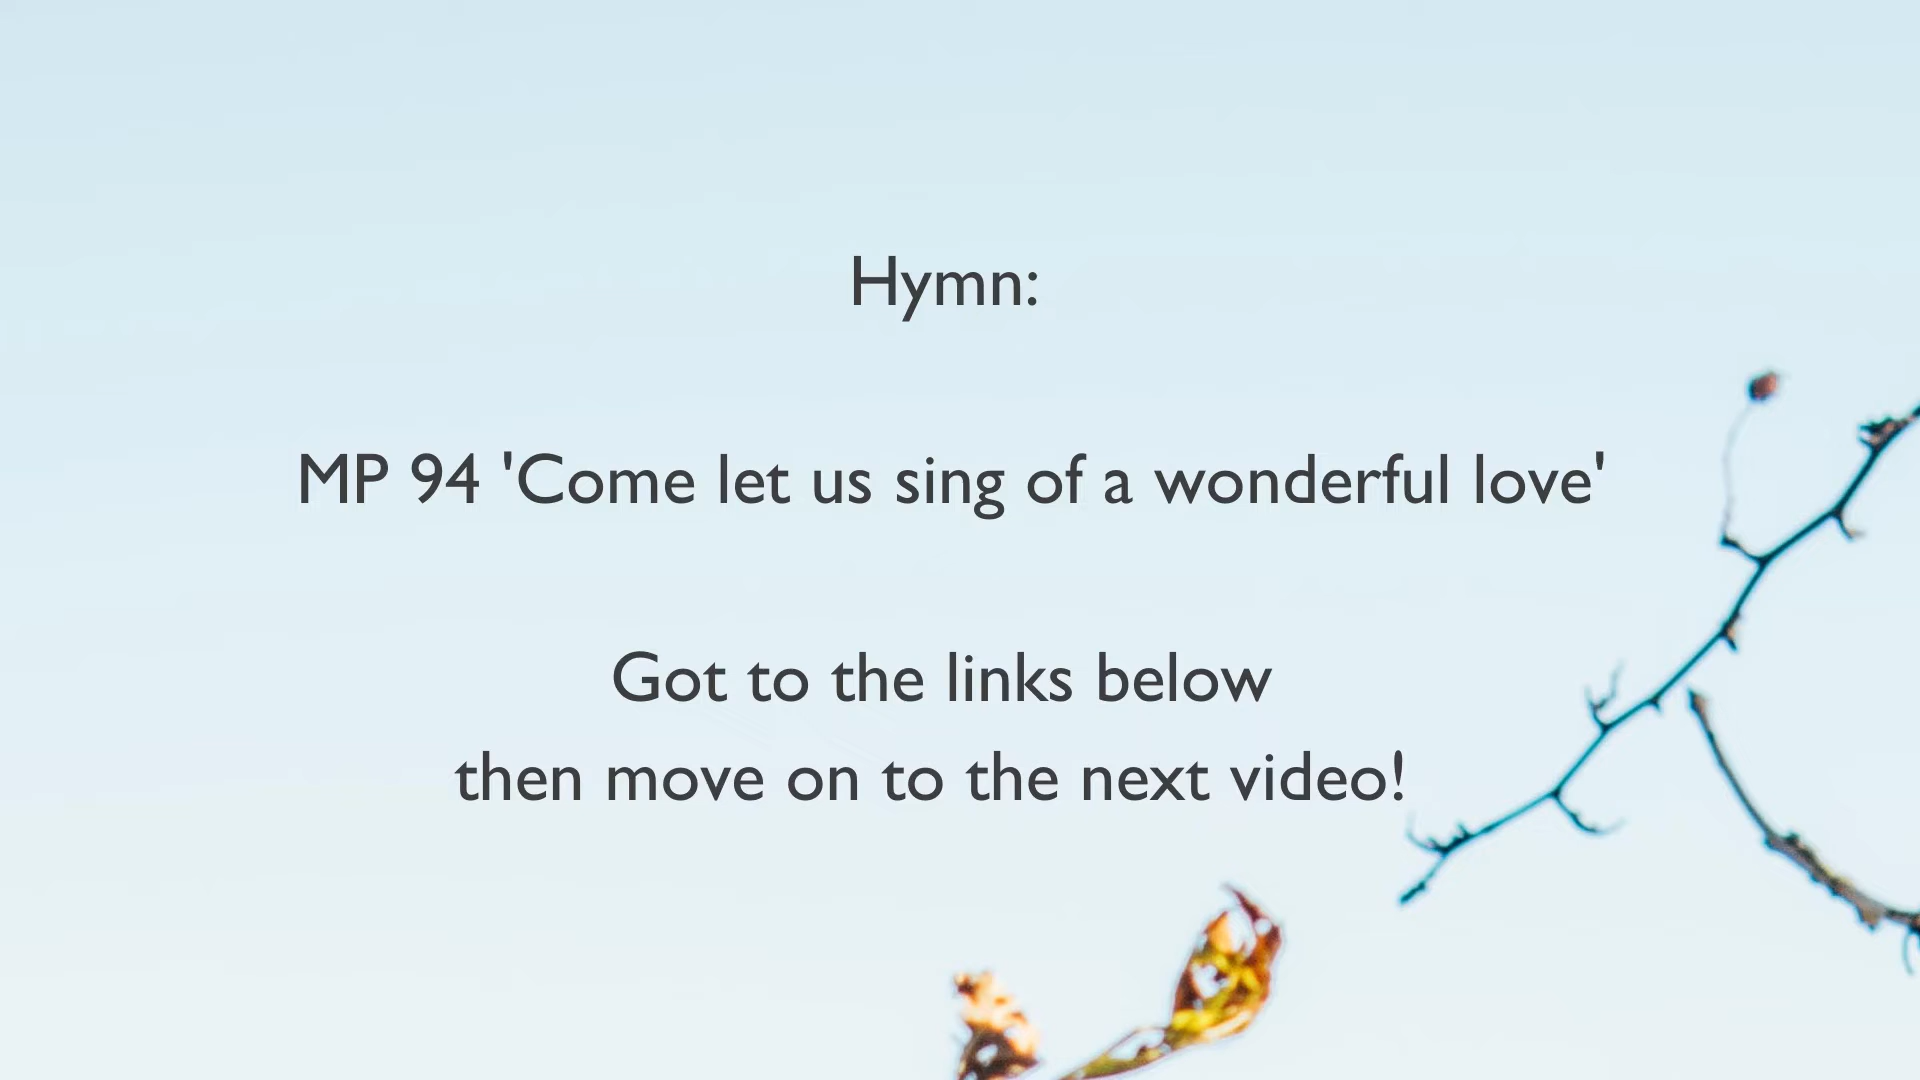 Hymn:
MP 94 'Come let us sing of a wonderful love'
Got to the links below
then move on to the next video!